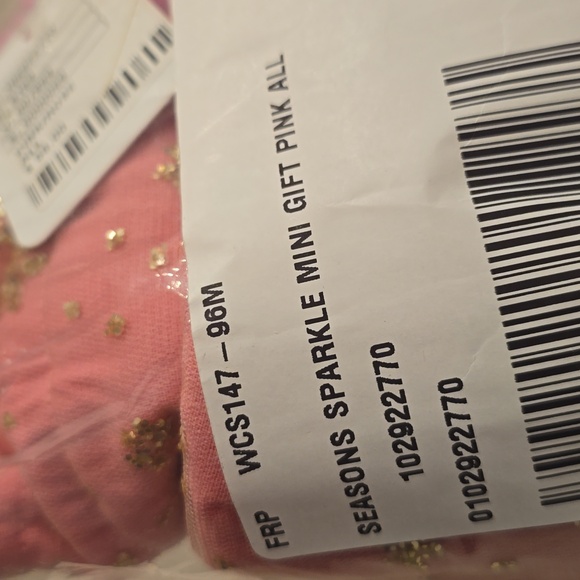 FRP WCS147-96M
SEASONS SPARKLE MINI GIFT PINK ALL
102922770
0102922770